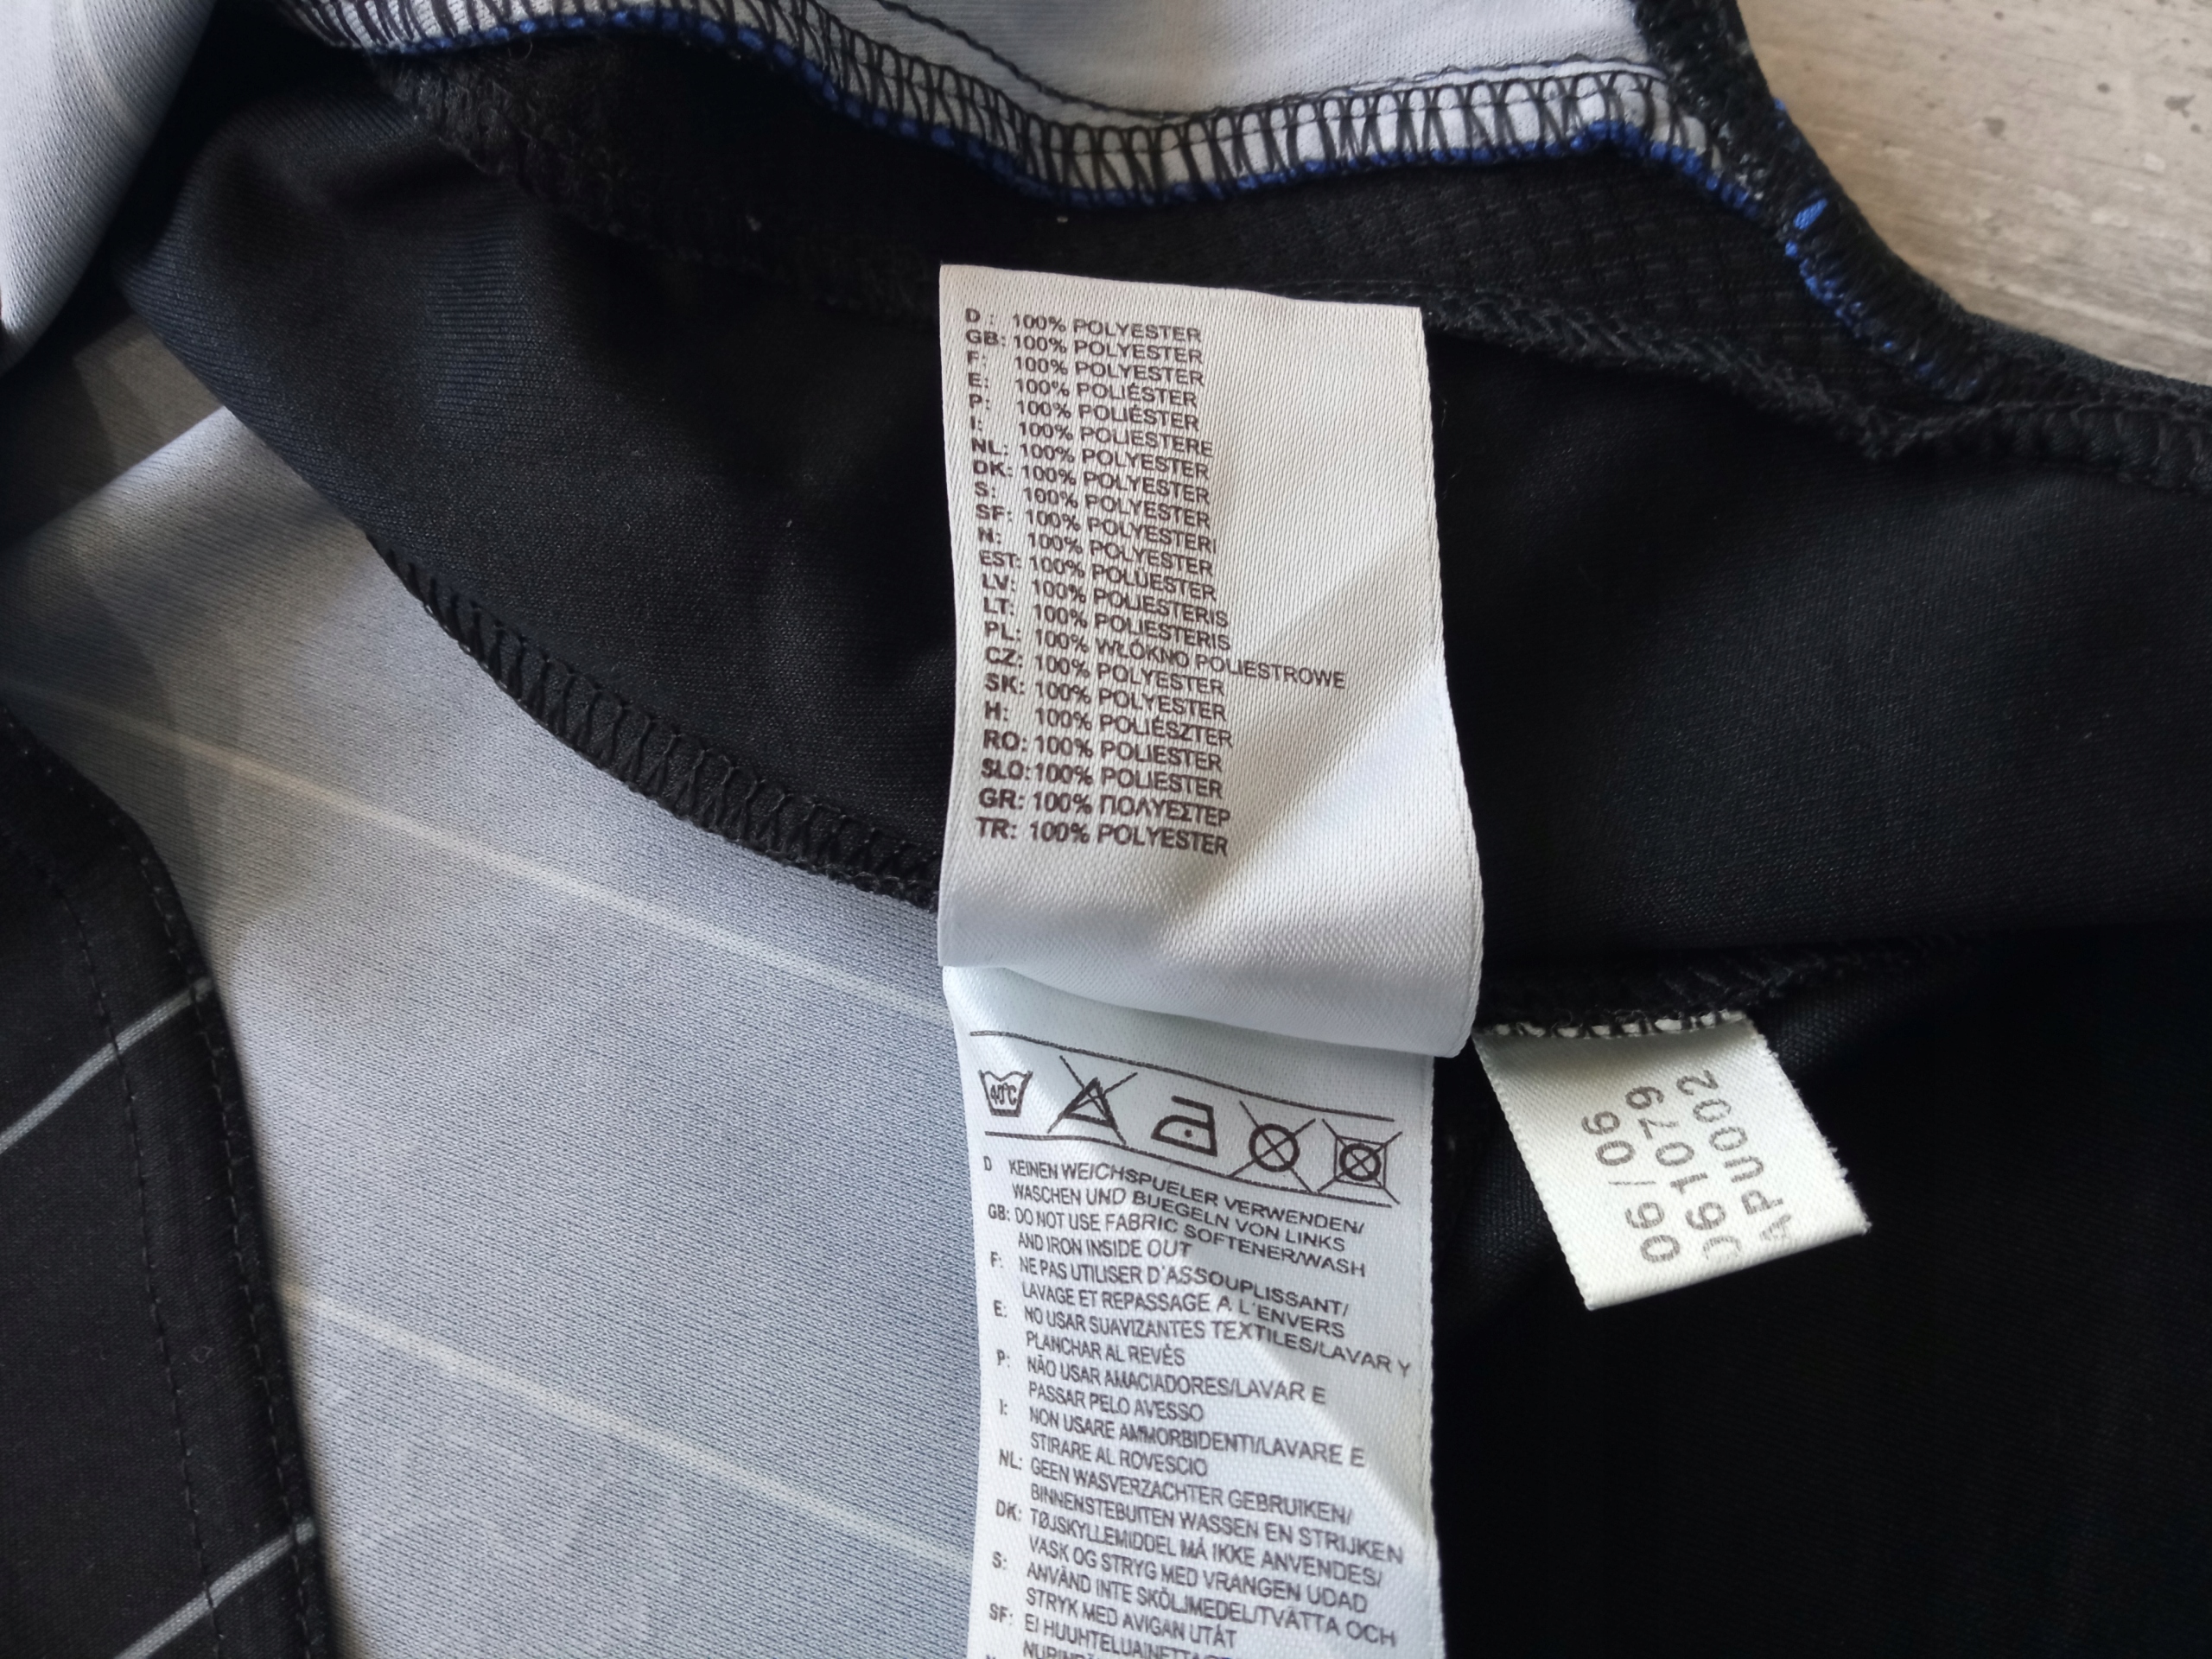 D : 100% POLYESTER
GB: 100% POLYESTER
F: 100% POLYESTER
E: 100% POLIÉSTER
P: 100% POLIÉSTER
I: 100% POLIESTERE
NL: 100% POLYESTER
DK: 100% POLYESTER
S: 100% POLYESTER
SF: 100% POLYESTERI
N: 100% POLYESTER
EST: 100% POLUESTER
LV: 100% POLIESTERIS
LT: 100% POLIESTERIS
PL: 100% WŁÓKNO POLIESTROWE
CZ: 100% POLYESTER
SK: 100% POLYESTER
H: 100% POLIÉSZTER
RO: 100% POLIESTER
SLO: 100% POLIESTER
GR: 100% ΠΟΛΥΕΣΤΕΡ
TR: 100% POLYESTER
40°C
D KEINEN WEICHSPUELER VERWENDEN/
WASCHEN UND BUEGELN VON LINKS
GB: DO NOT USE FABRIC SOFTENER/WASH
AND IRON INSIDE OUT
F: NE PAS UTILISER D'ASSOUPLISSANT/
LAVAGE ET REPASSAGE A L'ENVERS
E: NO USAR SUAVIZANTES TEXTILES/LAVAR Y
PLANCHAR AL REVÉS
P: NÃO USAR AMACIADORES/LAVAR E
PASSAR PELO AVESSO
I: NON USARE AMMORBIDENTI/LAVARE E
STIRARE AL ROVESCIO
NL: GEEN WASVERZACHTER GEBRUIKEN/
BINNENSTEBUITEN WASSEN EN STRIJKEN
DK: TØJSKYLLEMIDDEL MÅ IKKE ANVENDES/
VASK OG STRYG MED VRANGEN UDAD
S: ANVÄND INTE SKÖLJMEDEL/TVÄTTA OCH
STRYK MED AVIGAN UTÅT
SF: EI
06/06
061079
APU002